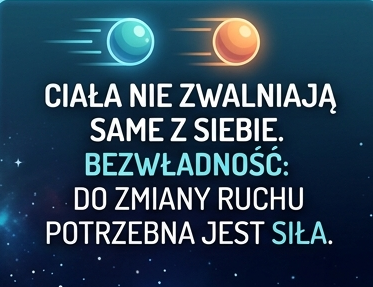 CIAŁA NIE ZWALNIAJĄ
SAME Z SIEBIE.
BEZWŁADNOŚĆ:
DO ZMIANY RUCHU
POTRZEBNA JEST SIŁA.